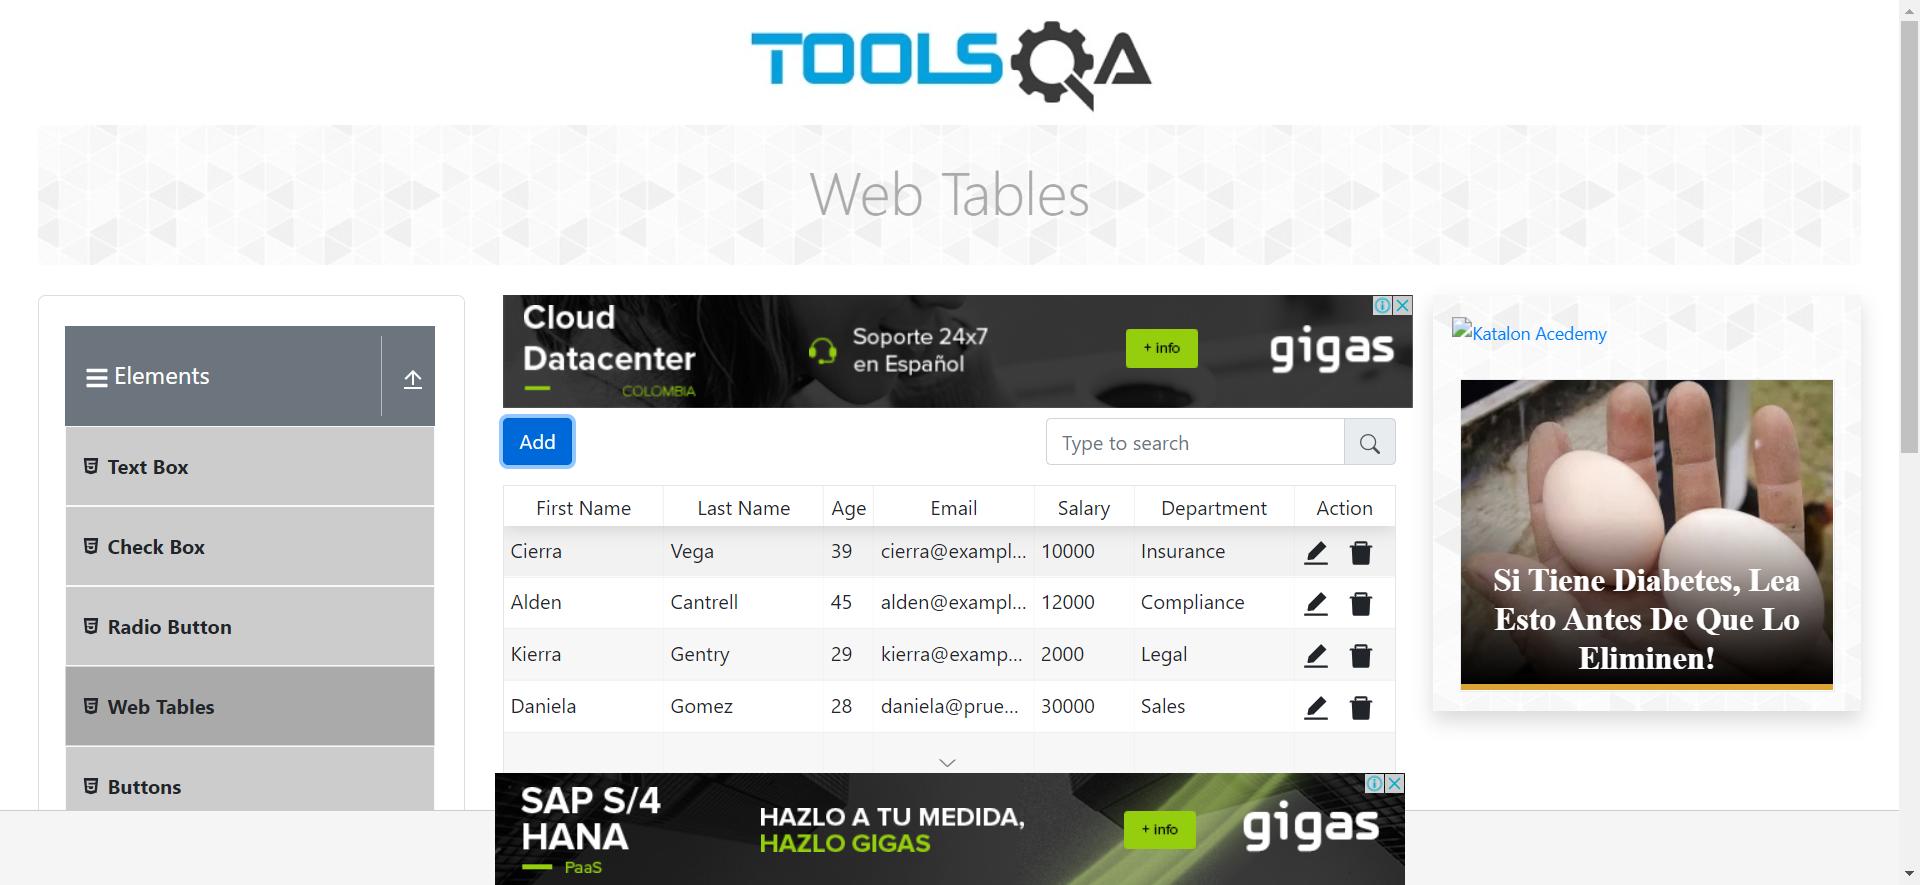 TOOLSQA
Web Tables
Elements
Text Box
Check Box
Radio Button
Web Tables
Buttons
Cloud
Datacenter
COLOMBIA
Soporte 24x7
en Español
+ info
gigas
Add
Type to search
First Name Last Name Age Email Salary Department Action
Cierra Vega 39 cierra@exampl... 10000 Insurance
Alden Cantrell 45 alden@exampl... 12000 Compliance
Kierra Gentry 29 kierra@examp... 2000 Legal
Daniela Gomez 28 daniela@prue... 30000 Sales
SAP S/4
HANA
PaaS
HAZLO A TU MEDIDA,
HAZLO GIGAS
+ info
gigas
Katalon Acedemy
Si Tiene Diabetes, Lea
Esto Antes De Que Lo
Eliminen!